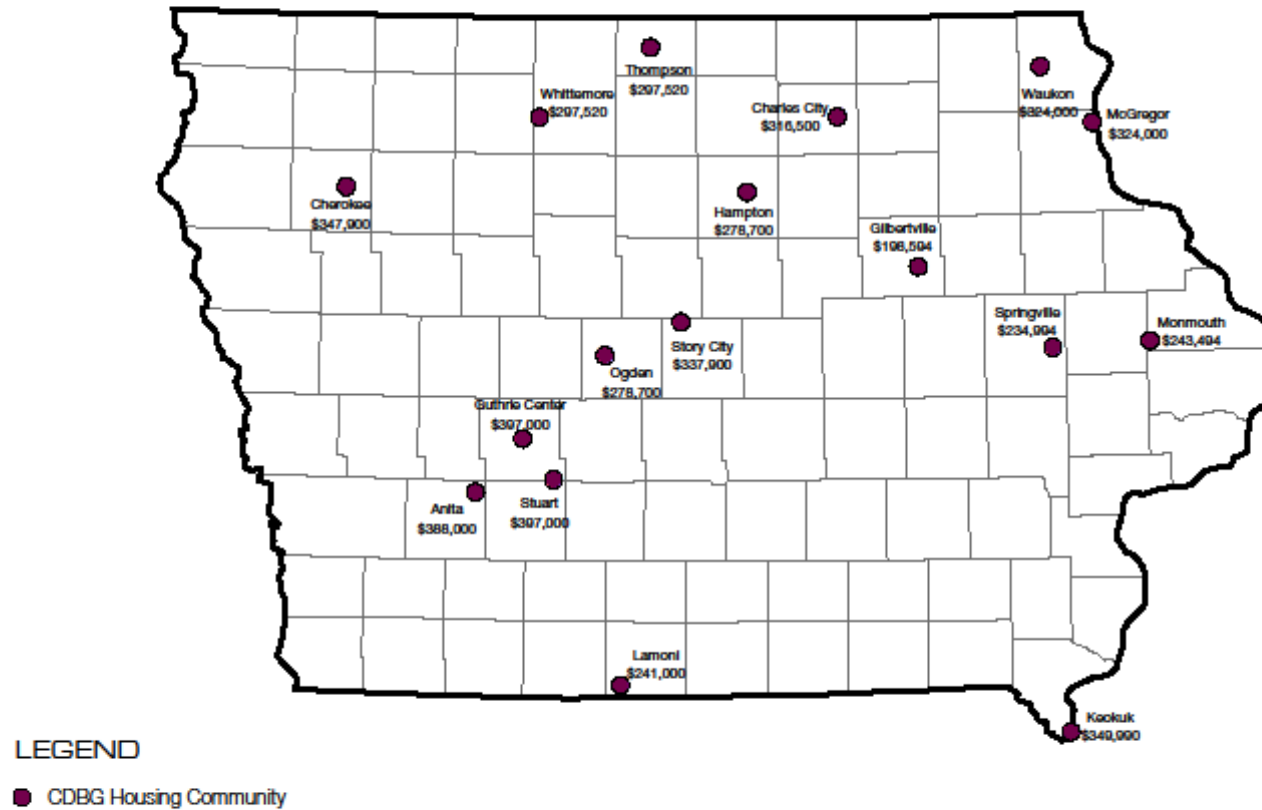 Thompson
$297,520
Whittemore
$297,520
Charles City
$316,500
Waukon
$324,000
McGregor
$324,000
Cherokee
$347,900
Hampton
$278,700
Gilbertville
$198,594
Springville
$234,994
Monmouth
$243,494
Story City
$337,900
Ogden
$278,700
Guthrie Center
$397,000
Anita
$388,000
Stuart
$397,000
Lamoni
$241,000
Keokuk
$349,990
LEGEND
CDBG Housing Community